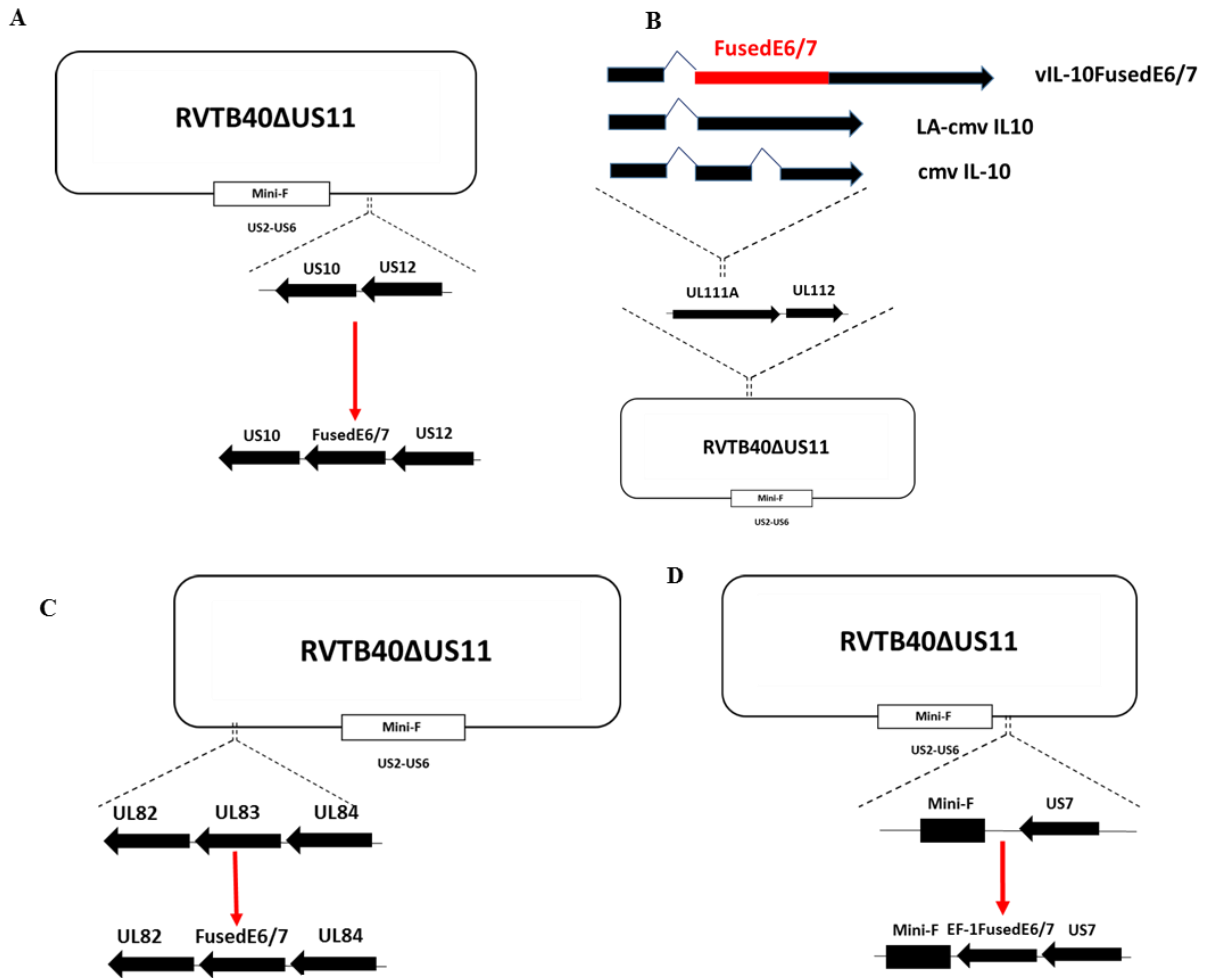 A
RVTB40ΔUS11
Mini-F
US2-US6
US10 US12
US10 FusedE6/7 US12
B
FusedE6/7
vIL-10FusedE6/7
LA-cmv IL10
cmv IL-10
UL111A UL112
RVTB40ΔUS11
Mini-F
US2-US6
C
RVTB40ΔUS11
Mini-F
US2-US6
UL82 UL83 UL84
UL82 FusedE6/7 UL84
D
RVTB40ΔUS11
Mini-F
US2-US6
Mini-F US7
Mini-F EF-1FusedE6/7 US7